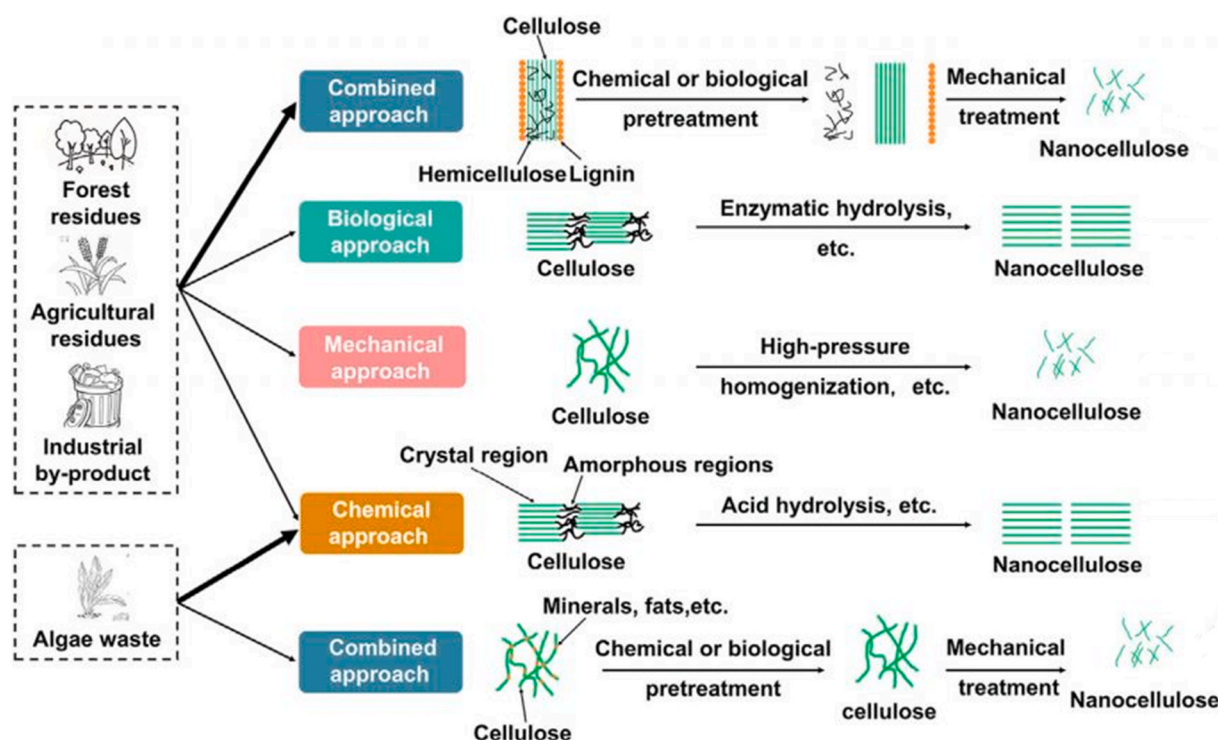 Forest
residues
Agricultural
residues
Industrial
by-product
Algae waste
Combined
approach
Cellulose
Hemicellulose Lignin
Chemical or biological
pretreatment
Mechanical
treatment
Nanocellulose
Biological
approach
Cellulose
Enzymatic hydrolysis,
etc.
Nanocellulose
Mechanical
approach
Cellulose
High-pressure
homogenization, etc.
Nanocellulose
Chemical
approach
Crystal region
Amorphous regions
Cellulose
Acid hydrolysis, etc.
Nanocellulose
Combined
approach
Minerals, fats,etc.
Cellulose
Chemical or biological
pretreatment
cellulose
Mechanical
treatment
Nanocellulose